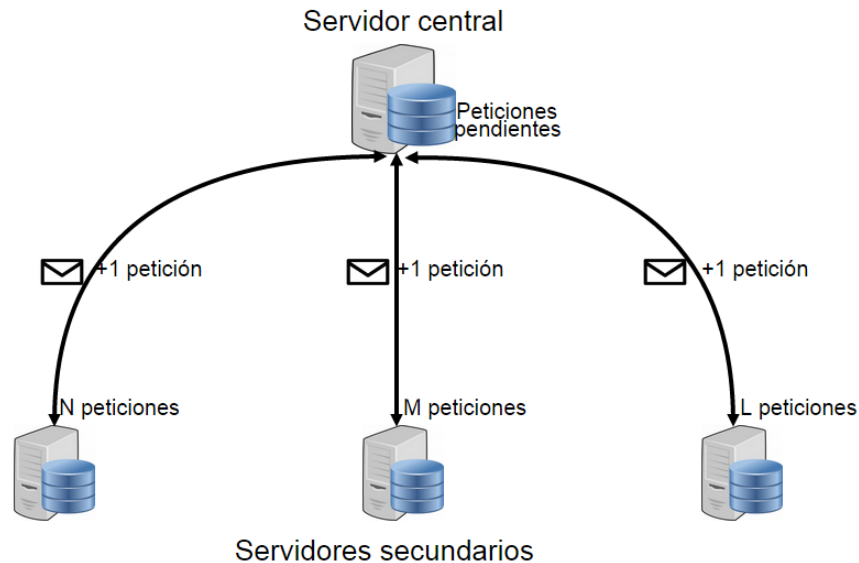 Servidor central
Peticiones
pendientes
+1 petición
+1 petición
+1 petición
N peticiones
M peticiones
L peticiones
Servidores secundarios